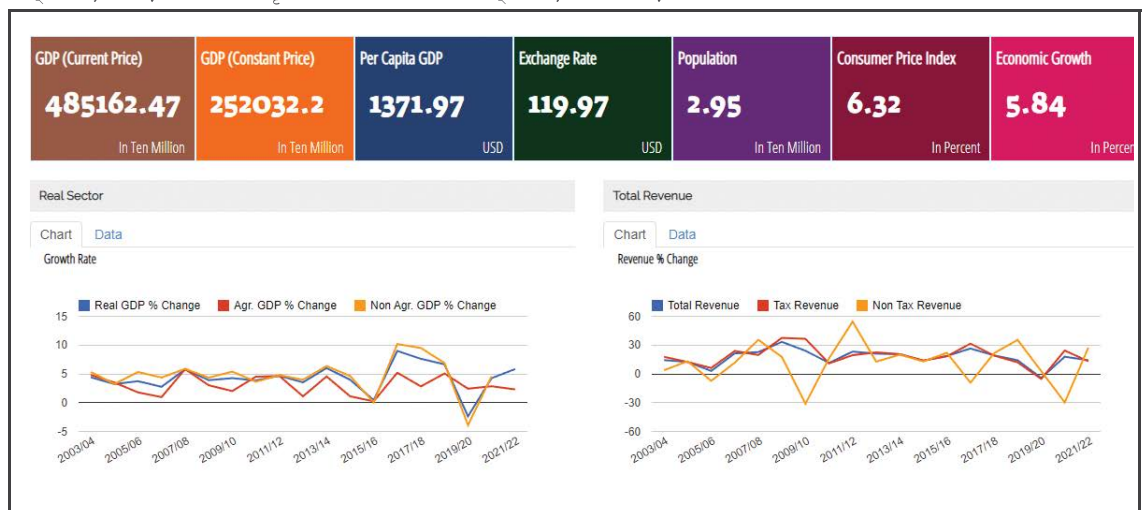 GDP (Current Price)
485162.47
In Ten Million
GDP (Constant Price)
252032.2
In Ten Million
Per Capita GDP
1371.97
USD
Exchange Rate
119.97
USD
Population
2.95
In Ten Million
Consumer Price Index
6.32
In Percent
Economic Growth
5.84
In Percen
Real Sector
Chart Data
Growth Rate
Real GDP % Change Agr. GDP % Change Non Agr. GDP % Change
15
10
5
0
-5
2003/04 2005/06 2007/08 2009/10 2011/12 2013/14 2015/16 2017/18 2019/20 2021/22
Total Revenue
Chart Data
Revenue % Change
Total Revenue Tax Revenue Non Tax Revenue
60
30
0
-30
-60
2003/04 2005/06 2007/08 2009/10 2011/12 2013/14 2015/16 2017/18 2019/20 2021/22